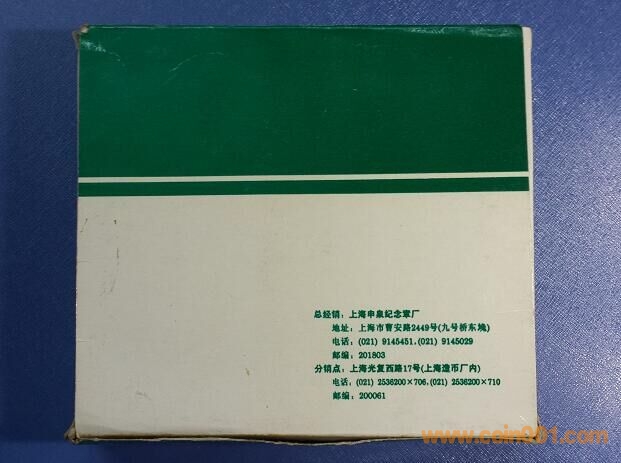 总经销：上海申泉纪念章厂
地址：上海市曹安路2449号(九号桥东堍)
电话：(021) 9145451.(021) 9145029
邮编：201803
分销点：上海光复西路17号(上海造币厂内)
电话：(021) 2536200×706.(021) 2536200×710
邮编：200061
www.coin001.com